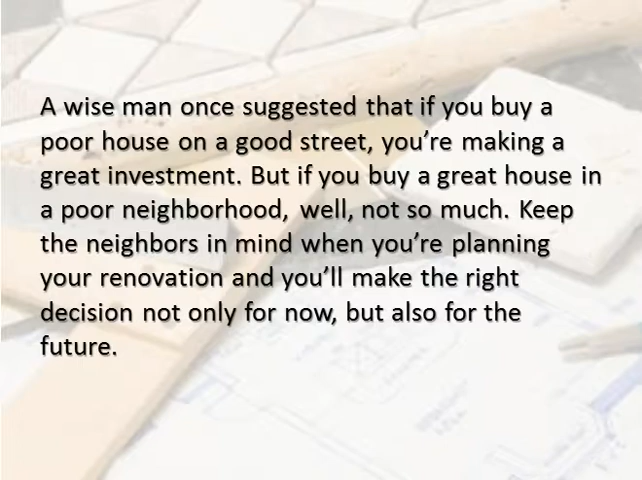 A wise man once suggested that if you buy a
poor house on a good street, you’re making a
great investment. But if you buy a great house in
a poor neighborhood, well, not so much. Keep
the neighbors in mind when you’re planning
your renovation and you’ll make the right
decision not only for now, but also for the
future.